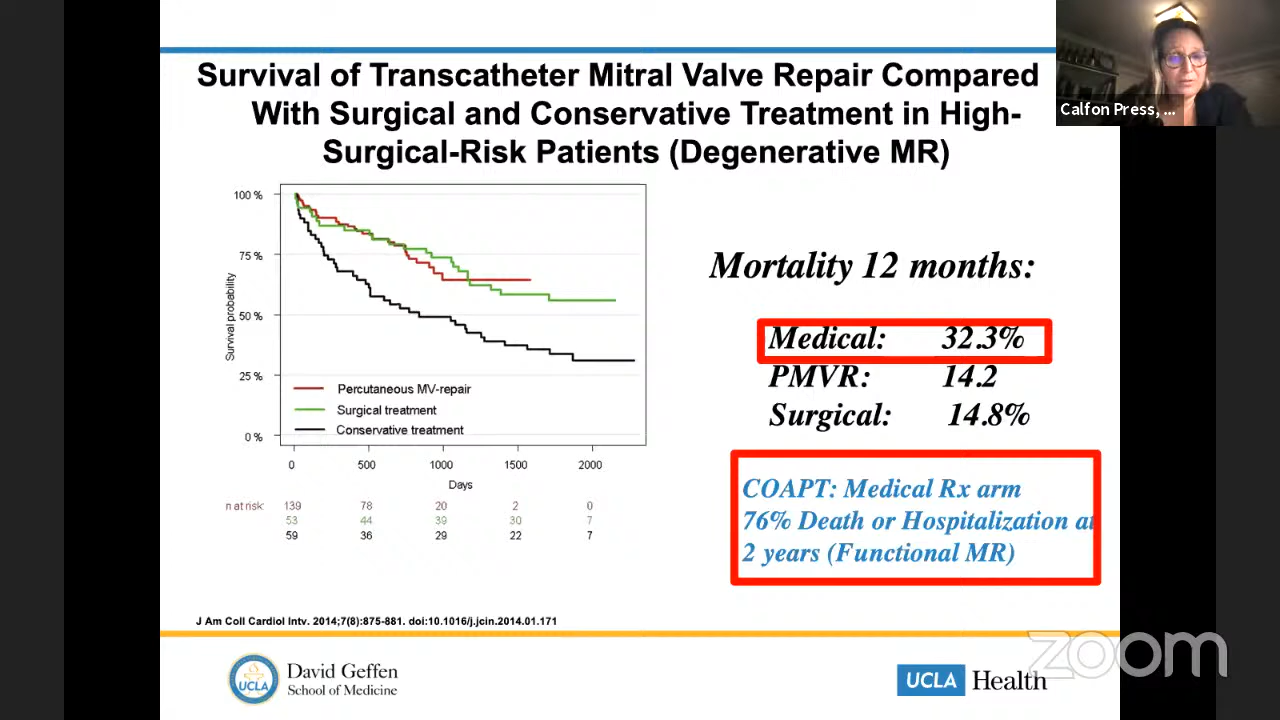 Survival of Transcatheter Mitral Valve Repair Compared
With Surgical and Conservative Treatment in High-
Surgical-Risk Patients (Degenerative MR)
Calfon Press, ...
100 %
75 %
50 %
25 %
0 %
Survival probability
Percutaneous MV-repair
Surgical treatment
Conservative treatment
0 500 1000 1500 2000
Days
n at risk: 139 78 20 2 0
53 44 39 30 7
59 36 29 22 7
Mortality 12 months:
Medical: 32.3%
PMVR: 14.2
Surgical: 14.8%
COAPT: Medical Rx arm
76% Death or Hospitalization at
2 years (Functional MR)
J Am Coll Cardiol Intv. 2014;7(8):875-881. doi:10.1016/j.jcin.2014.01.171
zoom
UCLA
David Geffen
School of Medicine
UCLA Health